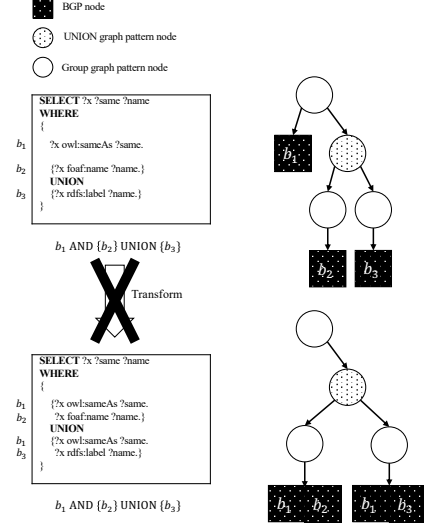 BGP node
UNION graph pattern node
Group graph pattern node
SELECT ?x ?same ?name
WHERE
{
b₁ ?x owl:sameAs ?same.
b₂ {?x foaf:name ?name.}
UNION
b₃ {?x rdfs:label ?name.}
}
b₁ AND {b₂} UNION {b₃}
b₁
b₂ b₃
Transform
SELECT ?x ?same ?name
WHERE
{
b₁ {?x owl:sameAs ?same.
b₂ ?x foaf:name ?name.}
UNION
b₁ {?x owl:sameAs ?same.
b₃ ?x rdfs:label ?name.}
}
b₁ AND {b₂} UNION {b₃}
b₁ b₂ b₁ b₃